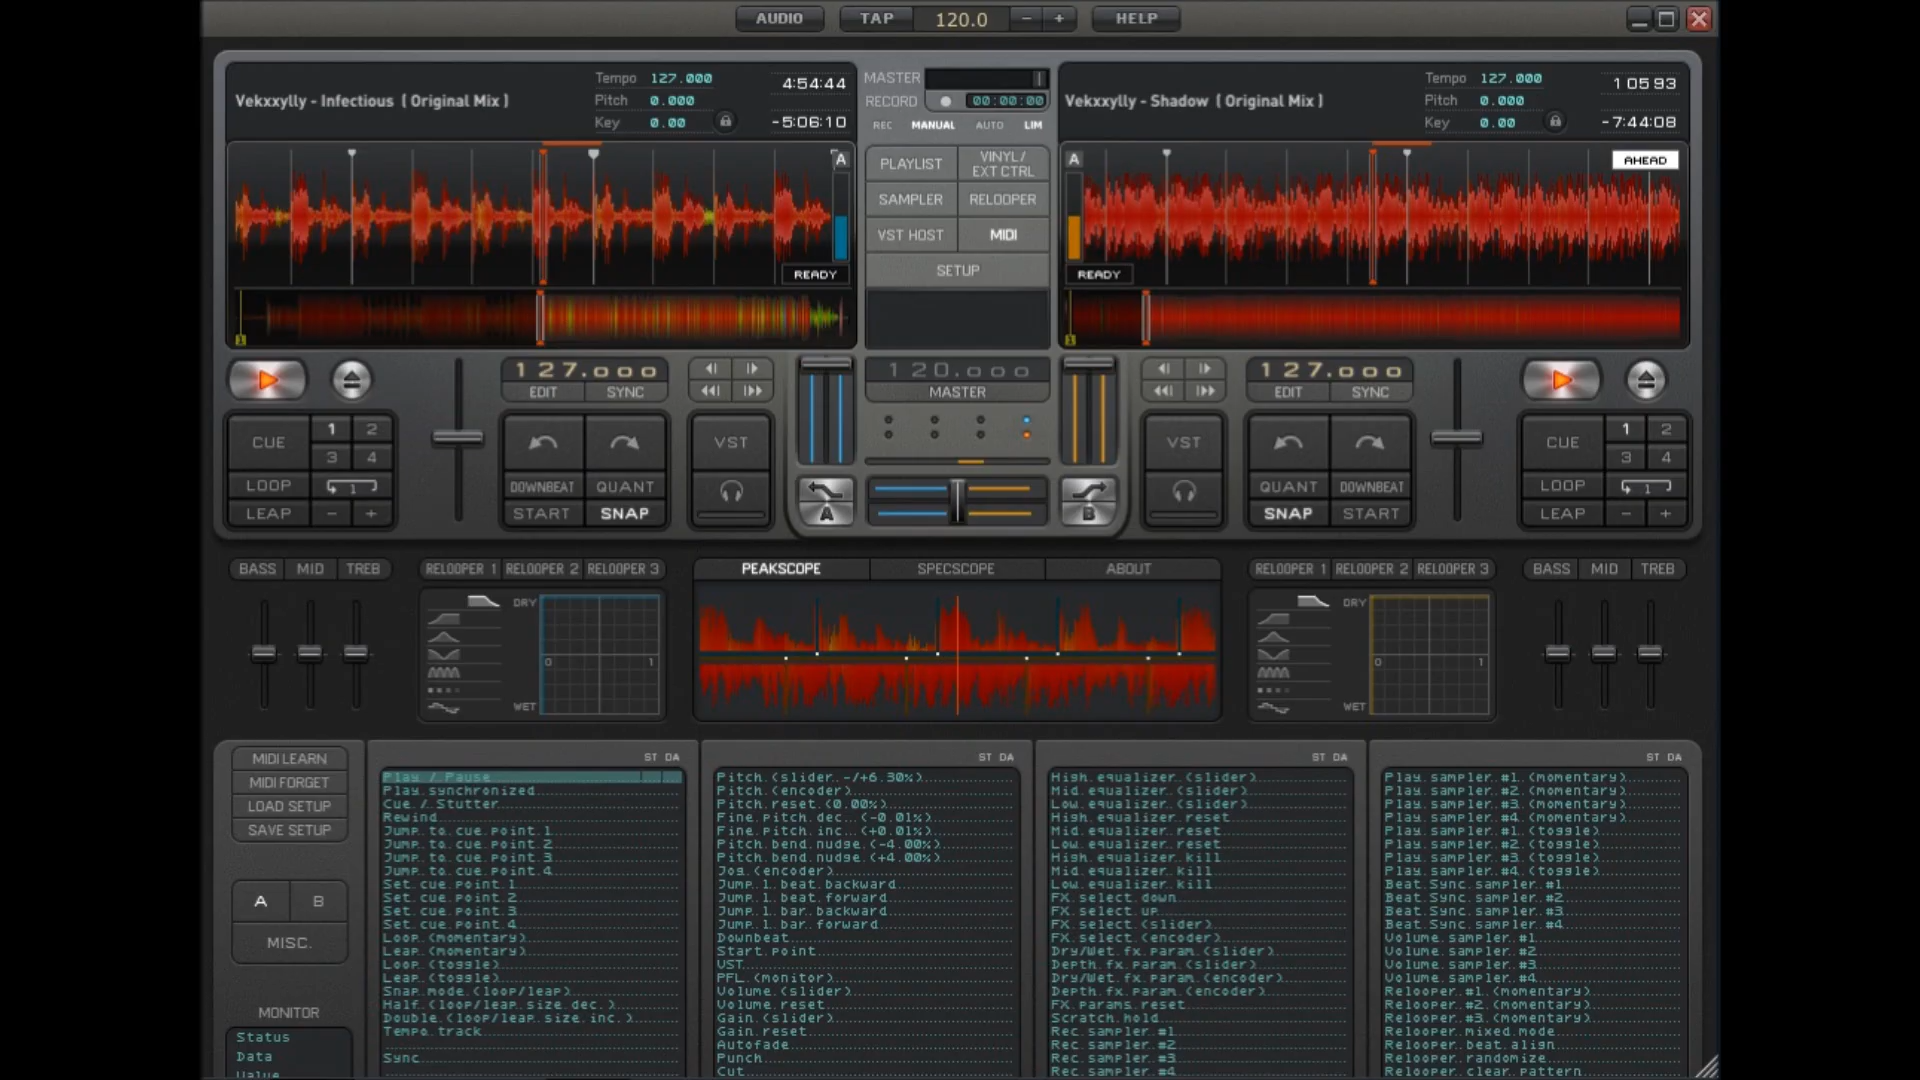 AUDIO TAP 120.0 − + HELP
Vekxxylly - Infectious ( Original Mix )
Tempo 127.000
Pitch 0.000
Key 0.00
4:54:44
-5:06:10
MASTER
RECORD 00:00:00
REC MANUAL AUTO LIM
Vekxxylly - Shadow ( Original Mix )
Tempo 127.000
Pitch 0.000
Key 0.00
1 05 93
-7:44:08
A
READY
PLAYLIST VINYL/ EXT CTRL
SAMPLER RELOOPER
VST HOST MIDI
SETUP
A
AHEAD
READY
1
1
127.000
EDIT SYNC
120.000
MASTER
127.000
EDIT SYNC
CUE 1 2
3 4
LOOP 1
LEAP − +
DOWNBEAT QUANT
START SNAP
VST
A
B
VST
QUANT DOWNBEAT
SNAP START
CUE 1 2
3 4
LOOP 1
LEAP − +
BASS MID TREB
RELOOPER 1 RELOOPER 2 RELOOPER 3
PEAKSCOPE SPECSCOPE ABOUT
RELOOPER 1 RELOOPER 2 RELOOPER 3
BASS MID TREB
DRY
0 1
WET
DRY
0 1
WET
MIDI LEARN
MIDI FORGET
LOAD SETUP
SAVE SETUP
A B
MISC.
MONITOR
Status
Data
Value
ST DA
Play / Pause
Play synchronized
Cue / Stutter
Rewind
Jump to cue point 1
Jump to cue point 2
Jump to cue point 3
Jump to cue point 4
Set cue point 1
Set cue point 2
Set cue point 3
Set cue point 4
Loop (momentary)
Leap (momentary)
Loop (toggle)
Leap (toggle)
Snap mode (loop/leap)
Half (loop/leap size dec.)
Double (loop/leap size inc.)
Tempo track
Sync
ST DA
Pitch (slider -/+6.30%)
Pitch (encoder)
Pitch reset (0.00%)
Fine pitch dec. (-0.01%)
Fine pitch inc. (+0.01%)
Pitch bend nudge (-4.00%)
Pitch bend nudge (+4.00%)
Jog (encoder)
Jump 1 beat backward
Jump 1 beat forward
Jump 1 bar backward
Jump 1 bar forward
Downbeat
Start point
VST
PFL (monitor)
Volume (slider)
Volume reset
Gain (slider)
Gain reset
Autofade
Punch
Cut
ST DA
High equalizer (slider)
Mid equalizer (slider)
Low equalizer (slider)
High equalizer reset
Mid equalizer reset
Low equalizer reset
High equalizer kill
Mid equalizer kill
Low equalizer kill
FX select down
FX select up
FX select (slider)
FX select (encoder)
Dry/Wet fx param (slider)
Depth fx param (slider)
Dry/Wet fx param (encoder)
Depth fx param (encoder)
FX params reset
Scratch hold
Rec sampler #1
Rec sampler #2
Rec sampler #3
Rec sampler #4
ST DA
Play sampler #1 (momentary)
Play sampler #2 (momentary)
Play sampler #3 (momentary)
Play sampler #4 (momentary)
Play sampler #1 (toggle)
Play sampler #2 (toggle)
Play sampler #3 (toggle)
Play sampler #4 (toggle)
Beat Sync sampler #1
Beat Sync sampler #2
Beat Sync sampler #3
Beat Sync sampler #4
Volume sampler #1
Volume sampler #2
Volume sampler #3
Volume sampler #4
Relooper #1 (momentary)
Relooper #2 (momentary)
Relooper #3 (momentary)
Relooper mixed mode
Relooper beat align
Relooper randomize
Relooper clear pattern